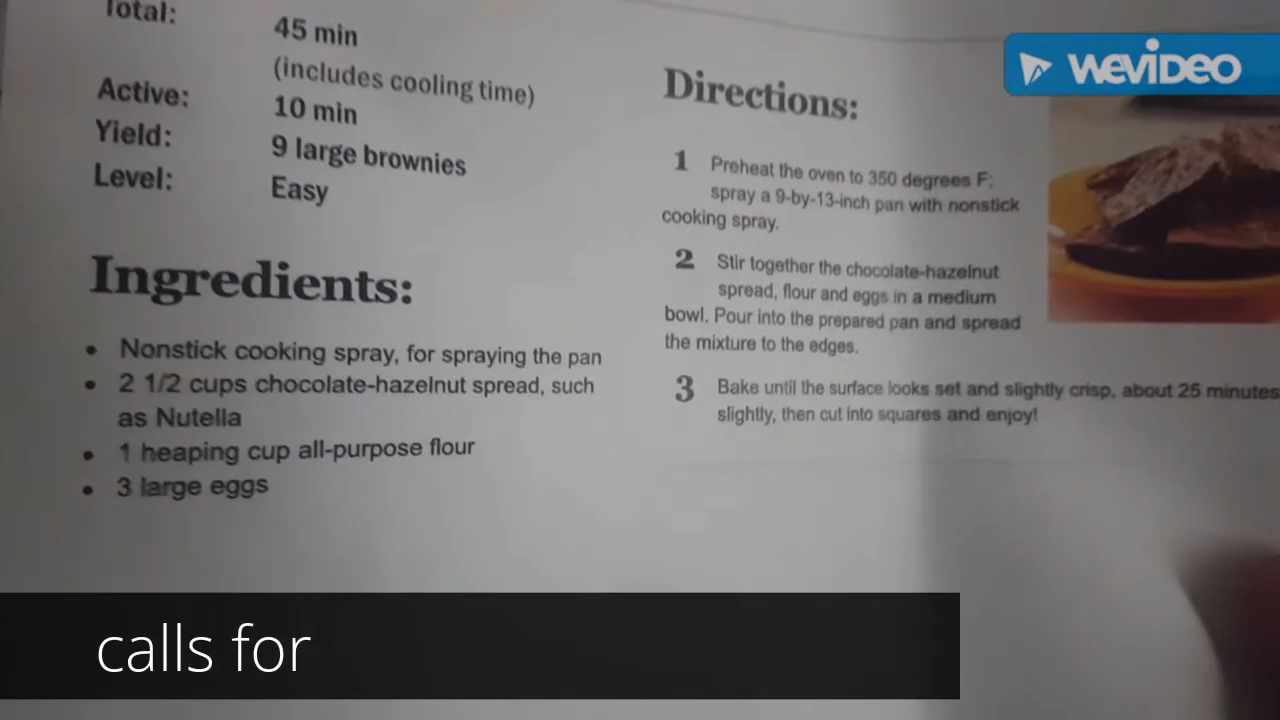 Total:
45 min
(includes cooling time)
Active:
10 min
Yield:
9 large brownies
Level:
Easy
Ingredients:
• Nonstick cooking spray, for spraying the pan
• 2 1/2 cups chocolate-hazelnut spread, such
as Nutella
• 1 heaping cup all-purpose flour
• 3 large eggs
Directions:
1 Preheat the oven to 350 degrees F;
spray a 9-by-13-inch pan with nonstick
cooking spray.
2 Stir together the chocolate-hazelnut
spread, flour and eggs in a medium
bowl. Pour into the prepared pan and spread
the mixture to the edges.
3 Bake until the surface looks set and slightly crisp, about 25 minutes
slightly, then cut into squares and enjoy!
WEVIDEO
calls for